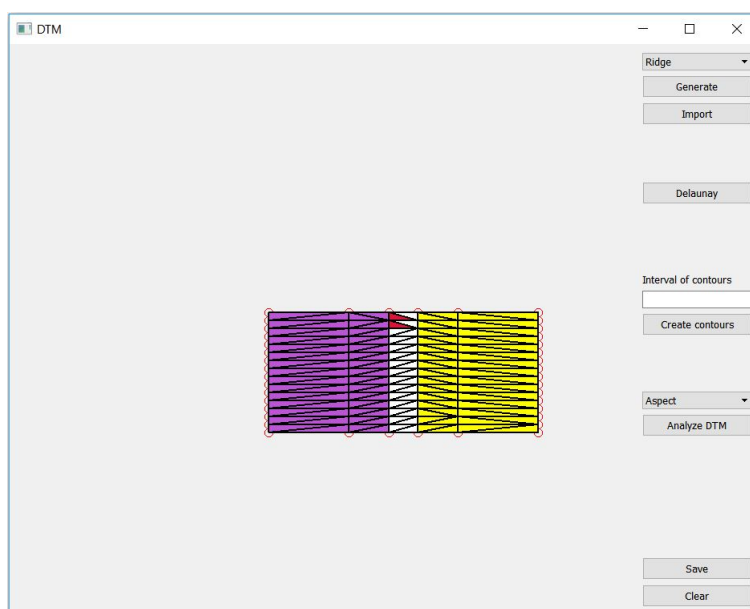 DTM
Ridge
Generate
Import
Delaunay
Interval of contours
Create contours
Aspect
Analyze DTM
Save
Clear